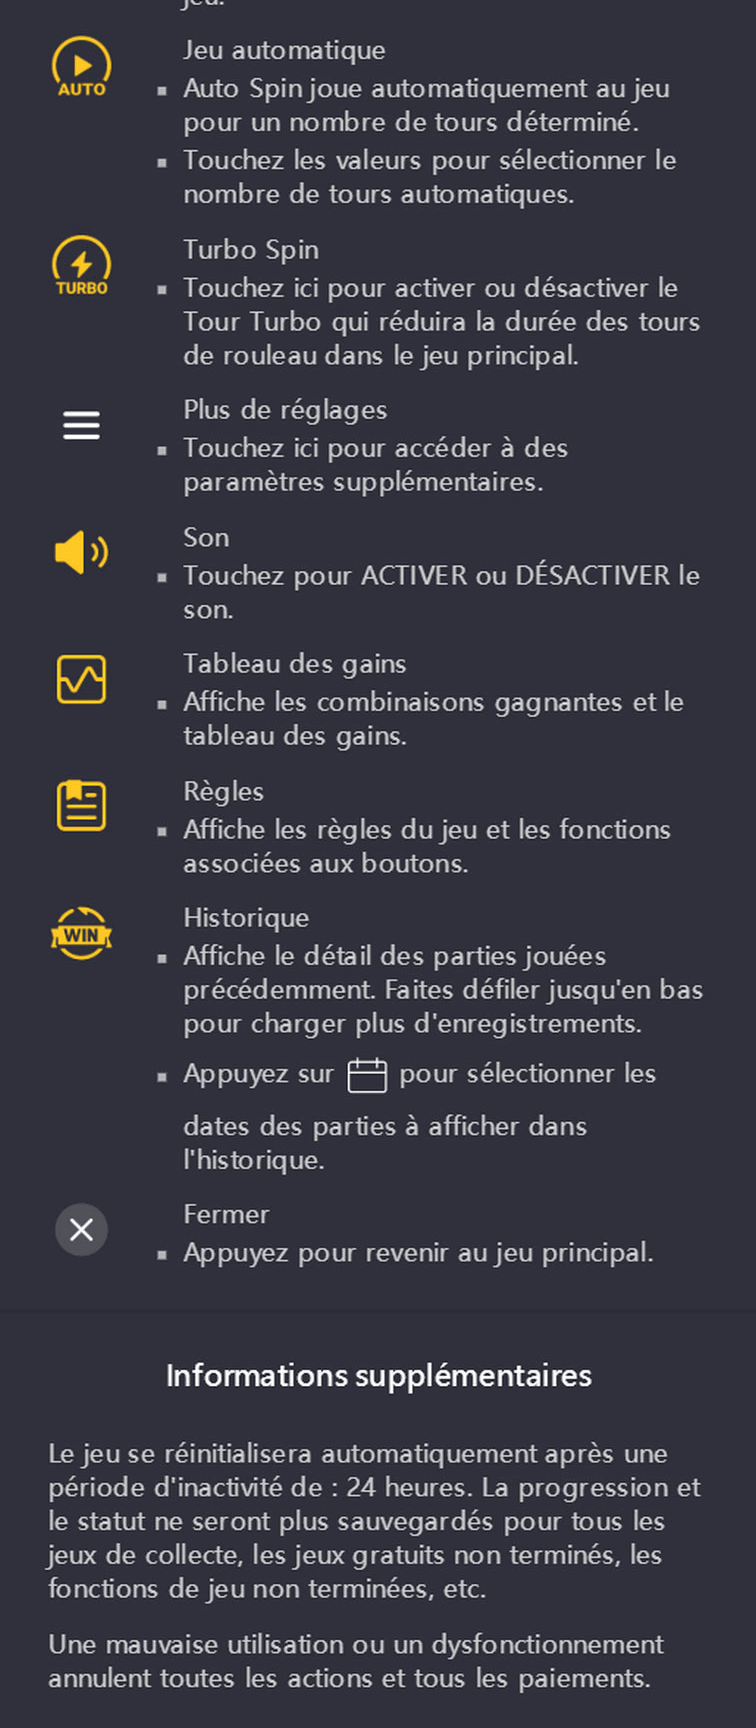 jeu.
Jeu automatique
AUTO
▪ Auto Spin joue automatiquement au jeu
pour un nombre de tours déterminé.
▪ Touchez les valeurs pour sélectionner le
nombre de tours automatiques.
Turbo Spin
TURBO
▪ Touchez ici pour activer ou désactiver le
Tour Turbo qui réduira la durée des tours
de rouleau dans le jeu principal.
Plus de réglages
▪ Touchez ici pour accéder à des
paramètres supplémentaires.
Son
▪ Touchez pour ACTIVER ou DÉSACTIVER le
son.
Tableau des gains
▪ Affiche les combinaisons gagnantes et le
tableau des gains.
Règles
▪ Affiche les règles du jeu et les fonctions
associées aux boutons.
Historique
WIN
▪ Affiche le détail des parties jouées
précédemment. Faites défiler jusqu'en bas
pour charger plus d'enregistrements.
▪ Appuyez sur pour sélectionner les
dates des parties à afficher dans
l'historique.
Fermer
▪ Appuyez pour revenir au jeu principal.
Informations supplémentaires
Le jeu se réinitialisera automatiquement après une
période d'inactivité de : 24 heures. La progression et
le statut ne seront plus sauvegardés pour tous les
jeux de collecte, les jeux gratuits non terminés, les
fonctions de jeu non terminées, etc.
Une mauvaise utilisation ou un dysfonctionnement
annulent toutes les actions et tous les paiements.